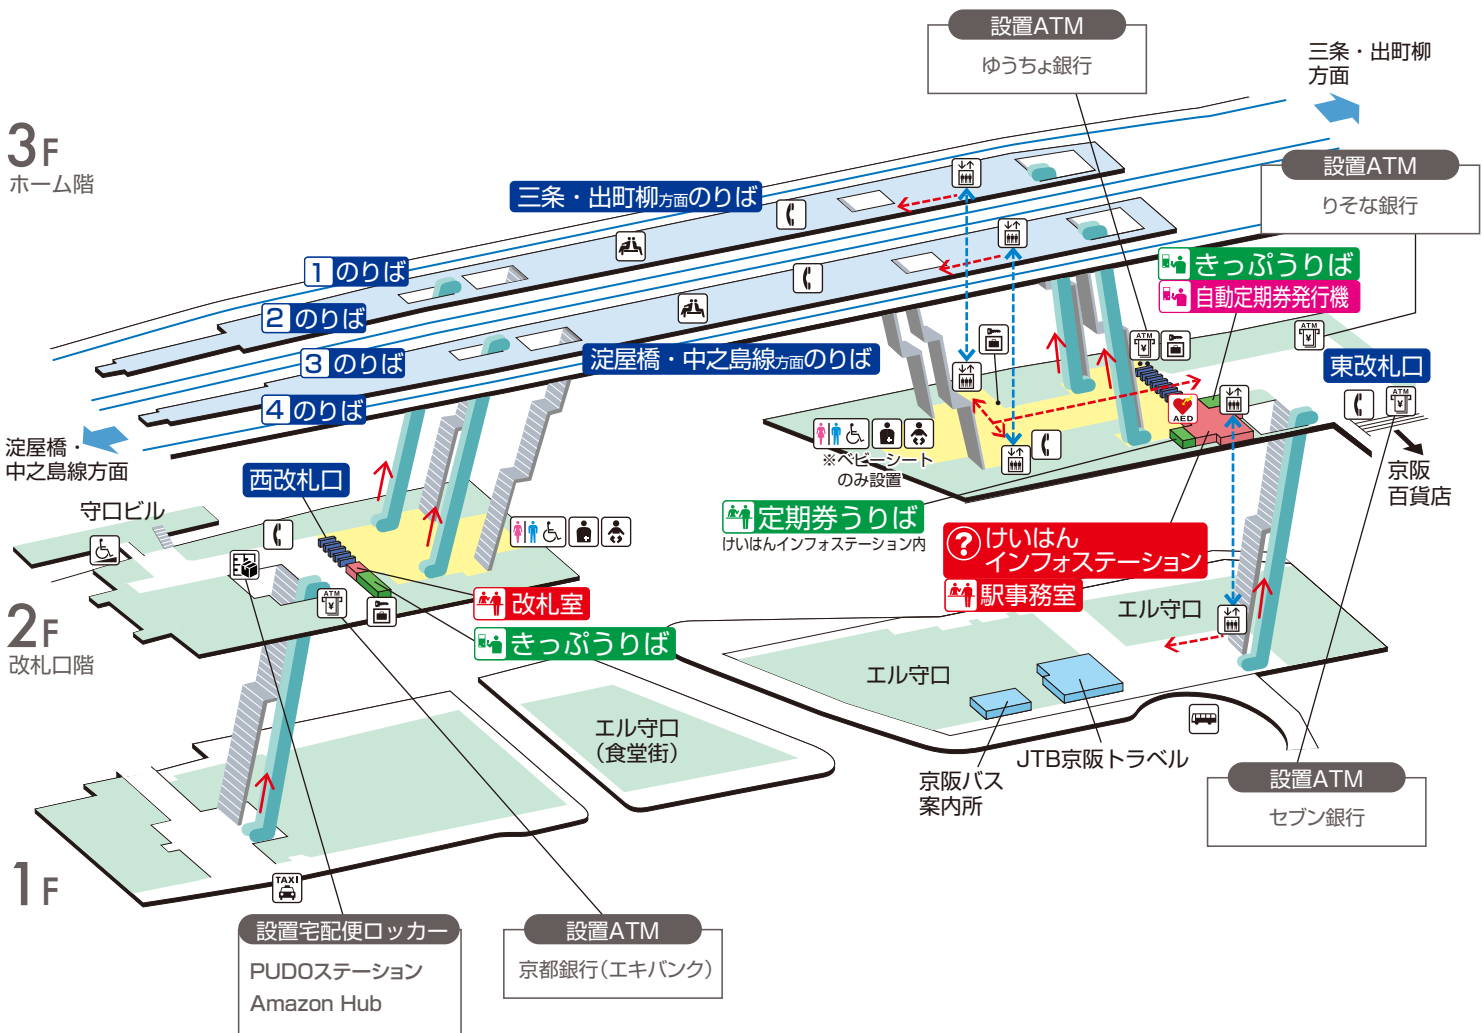 設置ATM
ゆうちょ銀行
三条・出町柳
方面
3F
ホーム階
設置ATM
りそな銀行
三条・出町柳方面のりば
1 のりば
2 のりば
3 のりば
4 のりば
淀屋橋・中之島線方面のりば
きっぷうりば
自動定期券発行機
ATM
¥
ATM
¥
東改札口
ATM
¥
AED
京阪
百貨店
淀屋橋・
中之島線方面
※ベビーシート
のみ設置
西改札口
守口ビル
定期券うりば
けいはんインフォステーション内
? けいはん
インフォステーション
駅事務室
2F
改札口階
ATM
¥
改札室
きっぷうりば
エル守口
エル守口
エル守口
(食堂街)
京阪バス
案内所
JTB京阪トラベル
設置ATM
セブン銀行
1F
TAXI
設置宅配便ロッカー
PUDOステーション
Amazon Hub
設置ATM
京都銀行(エキバンク)